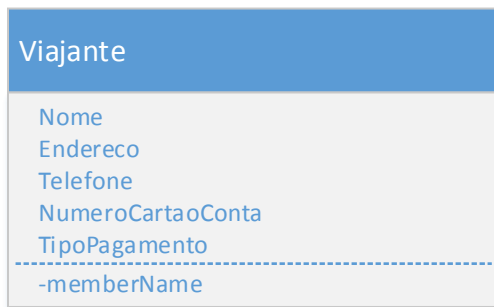 Viajante
Nome
Endereco
Telefone
NumeroCartaoConta
TipoPagamento
-memberName